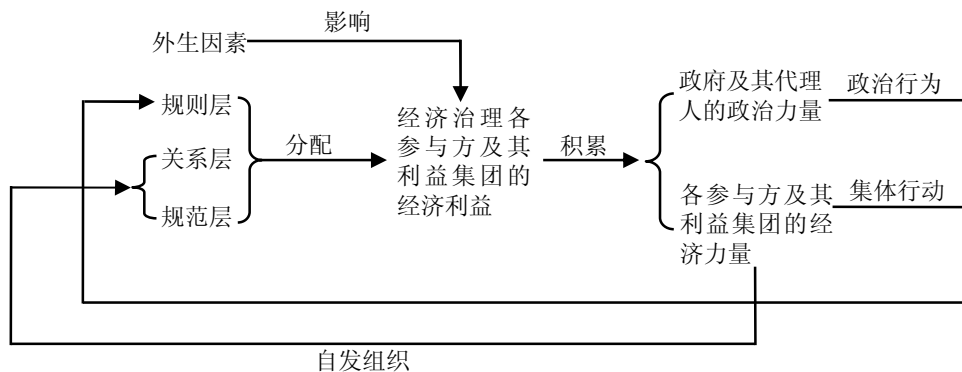 影响
外生因素
规则层
关系层
规范层
分配
经济治理各
参与方及其
利益集团的
经济利益
积累
政府及其代理
人的政治力量
政治行为
各参与方及其
利益集团的经
济力量
集体行动
自发组织